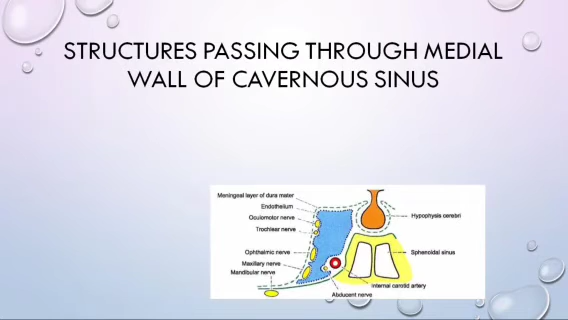 STRUCTURES PASSING THROUGH MEDIAL
WALL OF CAVERNOUS SINUS
Meningeal layer of dura mater
Endothelium
Oculomotor nerve
Trochlear nerve
Ophthalmic nerve
Maxillary nerve
Mandibular nerve
Hypophysis cerebri
Sphenoidal sinus
Internal carotid artery
Abducent nerve